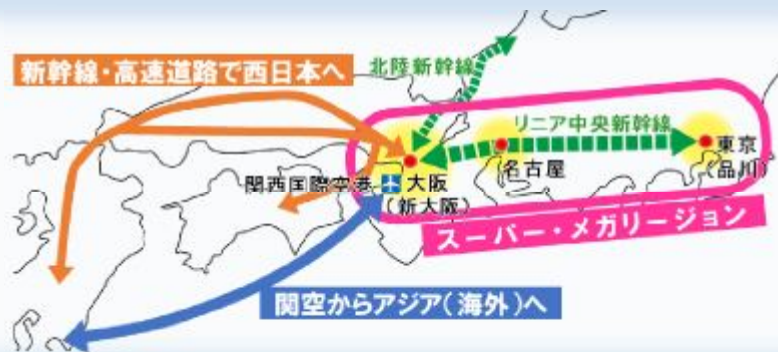 新幹線・高速道路で西日本へ
北陸新幹線
リニア中央新幹線
東京
(品川)
名古屋
関西国際空港
大阪
(新大阪)
スーパー・メガリージョン
関空からアジア(海外)へ